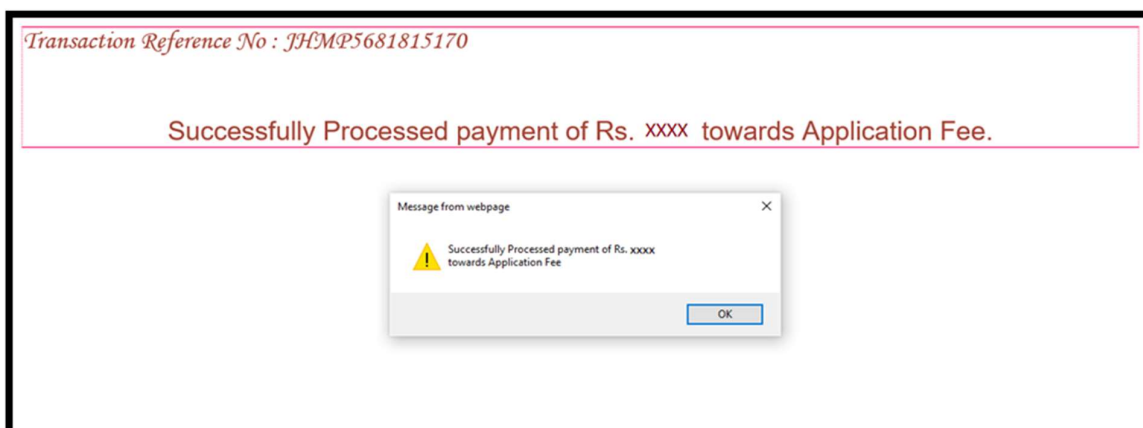 Transaction Reference No : JHMP5681815170
Successfully Processed payment of Rs. xxxx towards Application Fee.
Message from webpage
Successfully Processed payment of Rs. xxxx
towards Application Fee
OK